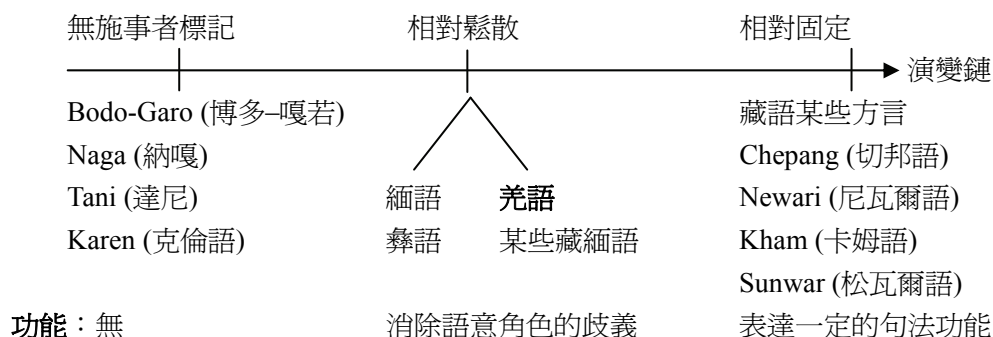 無施事者標記 相對鬆散 相對固定
演變鏈
Bodo-Garo (博多–嘎若) 藏語某些方言
Naga (納嘎) Chepang (切邦語)
Tani (達尼) 緬語 羌語 Newari (尼瓦爾語)
Karen (克倫語) 彝語 某些藏緬語 Kham (卡姆語)
Sunwar (松瓦爾語)
功能：無 消除語意角色的歧義 表達一定的句法功能